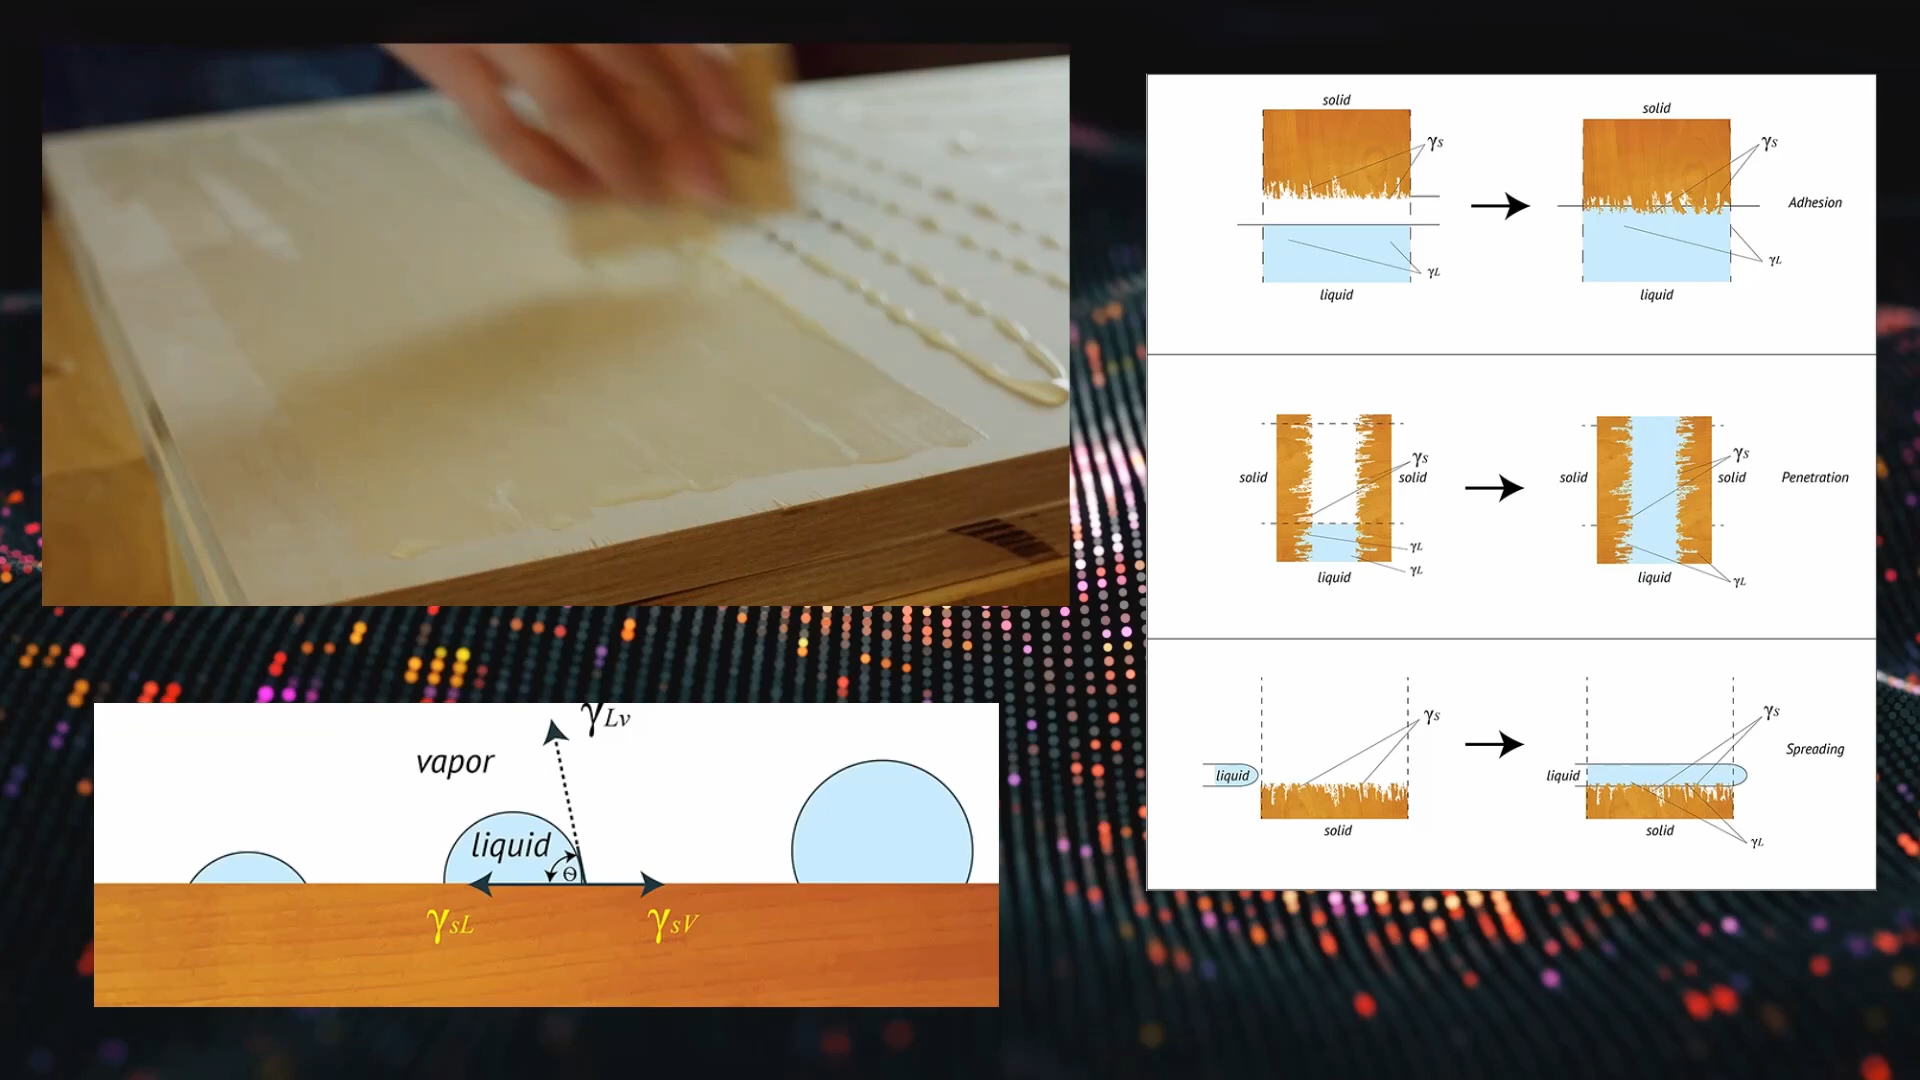 solid
γS
γL
liquid
solid
γS
Adhesion
γL
liquid
solid
γS
solid
γL
γL
liquid
solid
γS
solid
Penetration
γL
liquid
γS
liquid
solid
γS
Spreading
liquid
solid
γL
γLv
vapor
liquid
Θ
γsL
γsV